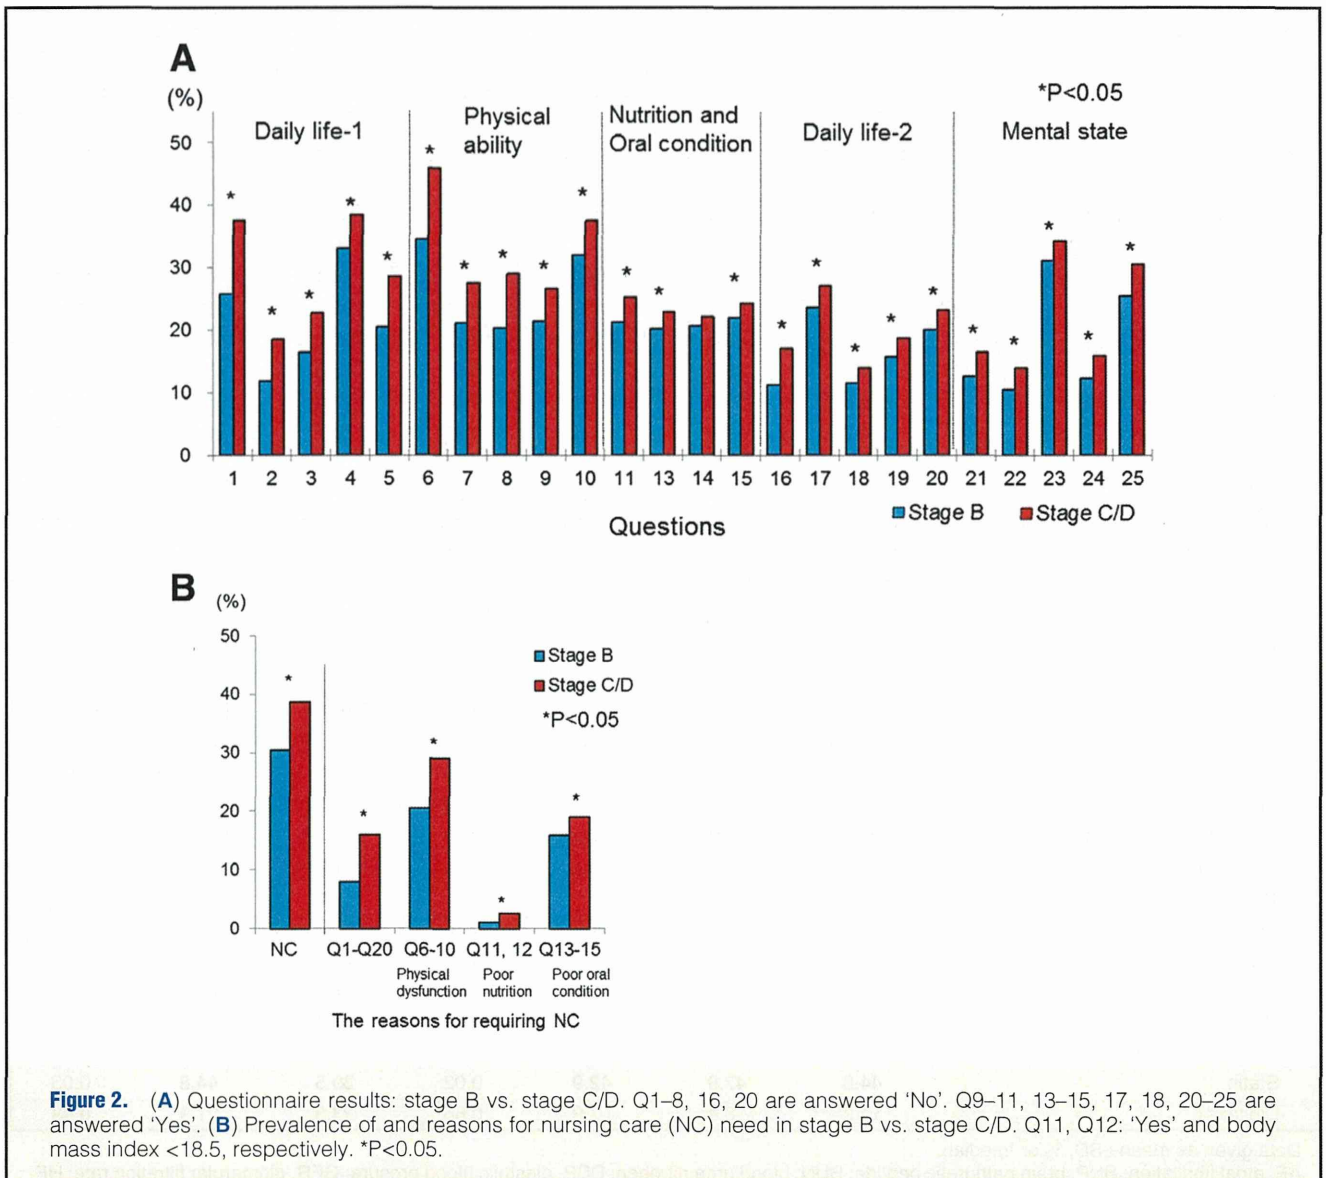 A
(%)
*P<0.05
Daily life-1
Physical ability
Nutrition and Oral condition
Daily life-2
Mental state
50
40
30
20
10
0
* * * * * * * * * * * * * * * * * * * * * * *
1 2 3 4 5 6 7 8 9 10 11 13 14 15 16 17 18 19 20 21 22 23 24 25
Stage B Stage C/D
Questions
B
(%)
50
40
30
20
10
0
Stage B
Stage C/D
*P<0.05
* * * * *
NC Q1-Q20 Q6-10 Q11, 12 Q13-15
Physical dysfunction
Poor nutrition
Poor oral condition
The reasons for requiring NC
Figure 2. (A) Questionnaire results: stage B vs. stage C/D. Q1–8, 16, 20 are answered ‘No’. Q9–11, 13–15, 17, 18, 20–25 are
answered ‘Yes’. (B) Prevalence of and reasons for nursing care (NC) need in stage B vs. stage C/D. Q11, Q12: ‘Yes’ and body
mass index <18.5, respectively. *P<0.05.